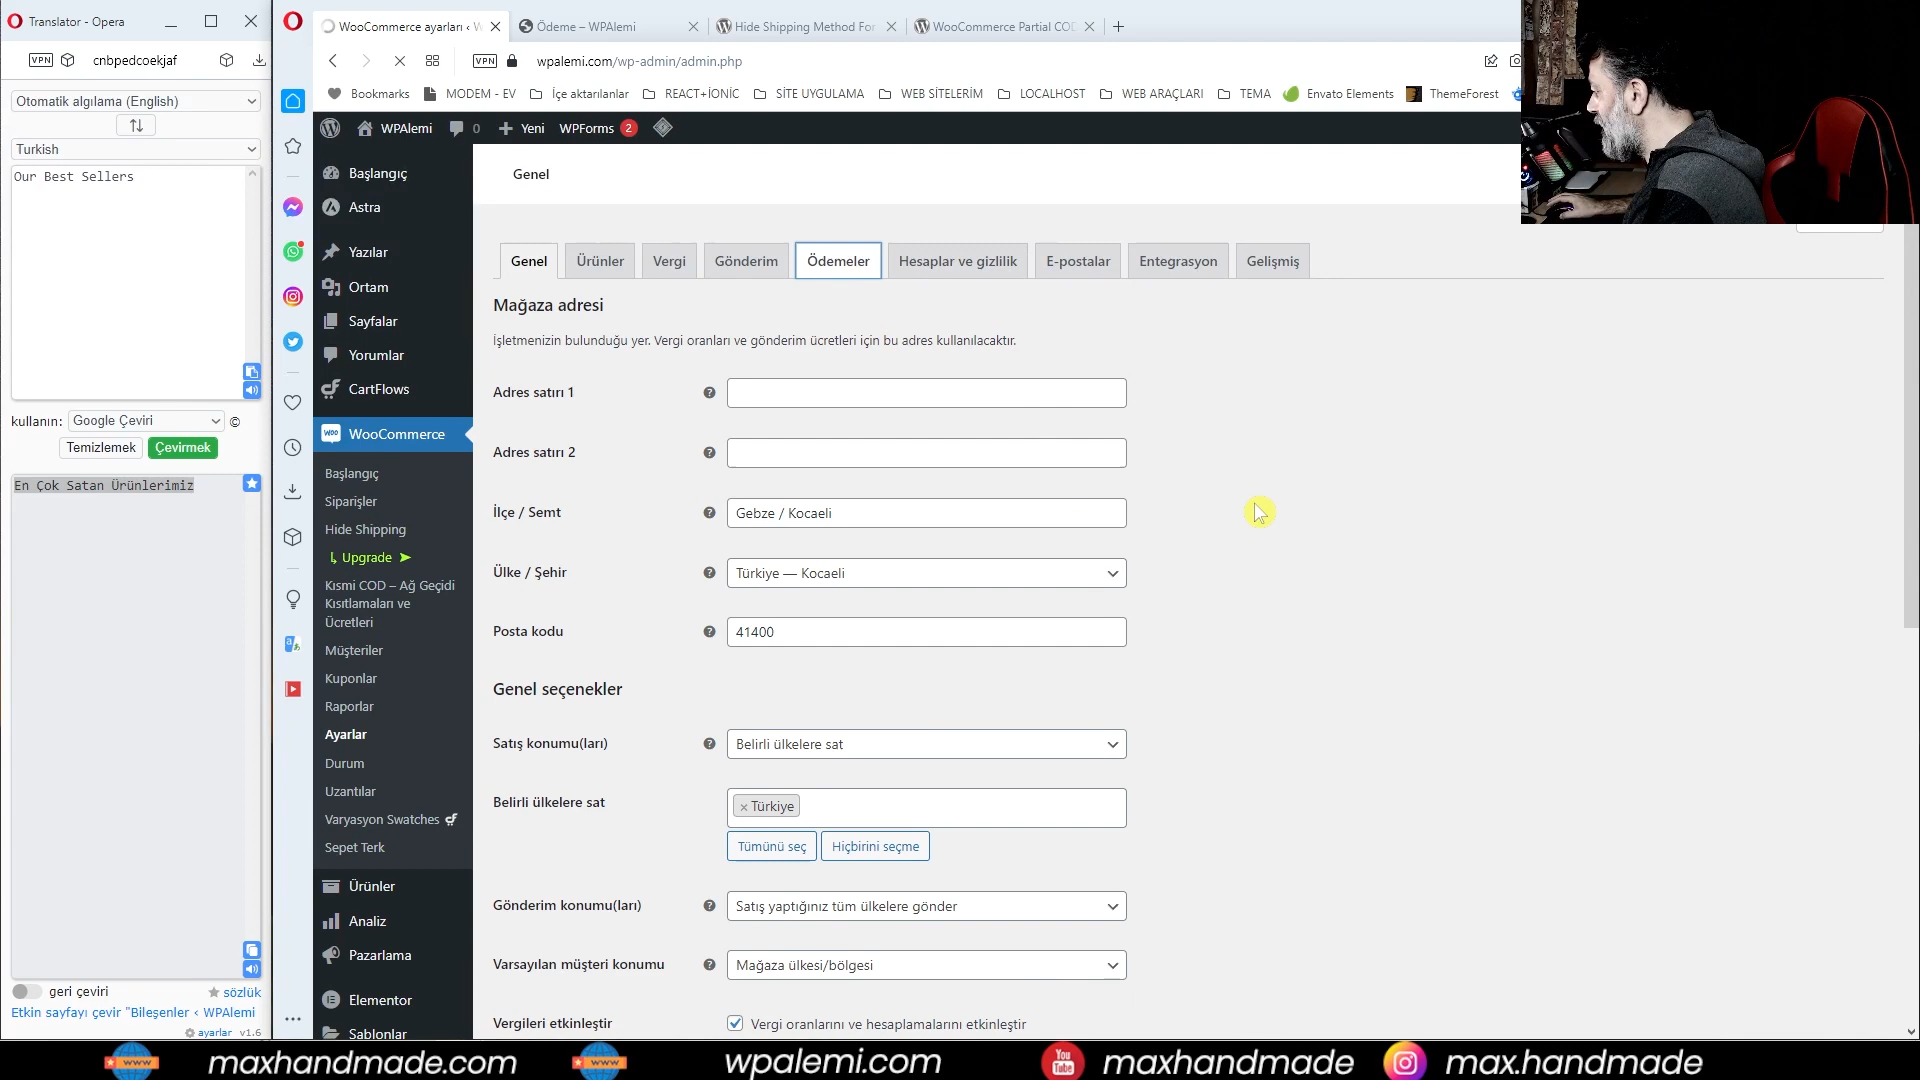 Translator - Opera
VPN
cnbpedcoekjaf
Otomatik algılama (English)
Turkish
Our Best Sellers
kullanın:
Google Çeviri
©
Temizlemek
Çevirmek
En Çok Satan Ürünlerimiz
geri çeviri
sözlük
Etkin sayfayı çevir "Bileşenler ‹ WPAlemi
ayarlar v1.6
WooCommerce ayarları ‹ W
Ödeme – WPAlemi
Hide Shipping Method For
WooCommerce Partial COD
VPN
wpalemi.com/wp-admin/admin.php
Bookmarks
MODEM - EV
İçe aktarılanlar
REACT+İONİC
SİTE UYGULAMA
WEB SİTELERİM
LOCALHOST
WEB ARAÇLARI
TEMA
Envato Elements
ThemeForest
WPAlemi
0
Yeni
WPForms 2
Başlangıç
Astra
Yazılar
Ortam
Sayfalar
Yorumlar
CartFlows
WooCommerce
Başlangıç
Siparişler
Hide Shipping
↳ Upgrade ➤
Kısmi COD – Ağ Geçidi
Kısıtlamaları ve
Ücretleri
Müşteriler
Kuponlar
Raporlar
Ayarlar
Durum
Uzantılar
Varyasyon Swatches
Sepet Terk
Ürünler
Analiz
Pazarlama
Elementor
Şablonlar
Genel
Genel
Ürünler
Vergi
Gönderim
Ödemeler
Hesaplar ve gizlilik
E-postalar
Entegrasyon
Gelişmiş
Mağaza adresi
İşletmenizin bulunduğu yer. Vergi oranları ve gönderim ücretleri için bu adres kullanılacaktır.
Adres satırı 1
Adres satırı 2
İlçe / Semt
Gebze / Kocaeli
Ülke / Şehir
Türkiye — Kocaeli
Posta kodu
41400
Genel seçenekler
Satış konumu(ları)
Belirli ülkelere sat
Belirli ülkelere sat
× Türkiye
Tümünü seç
Hiçbirini seçme
Gönderim konumu(ları)
Satış yaptığınız tüm ülkelere gönder
Varsayılan müşteri konumu
Mağaza ülkesi/bölgesi
Vergileri etkinleştir
Vergi oranlarını ve hesaplamalarını etkinleştir
maxhandmade.com
wpalemi.com
You Tube
maxhandmade
max.handmade